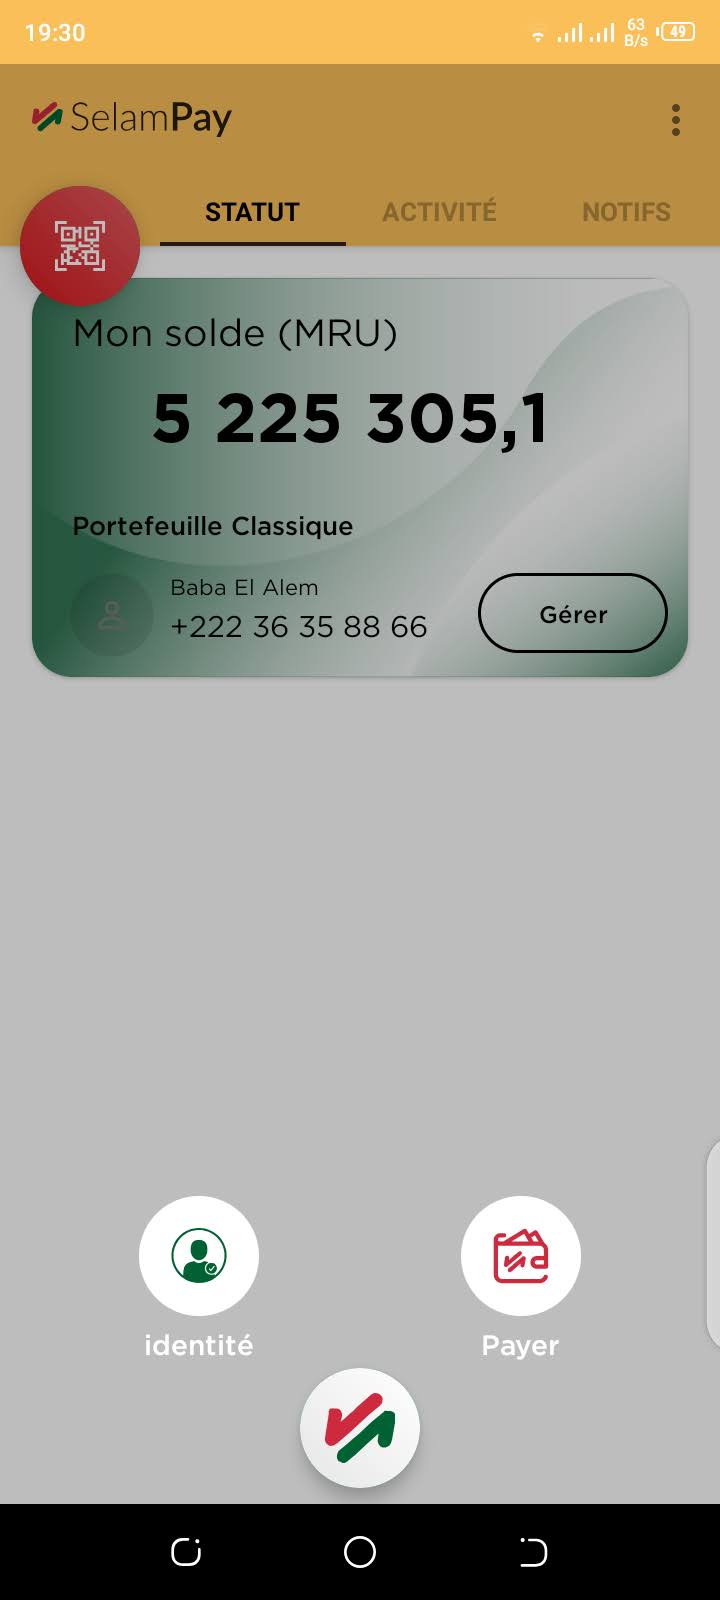 19:30
63
B/s
49
SelamPay
STATUT
ACTIVITÉ
NOTIFS
Mon solde (MRU)
5 225 305,1
Portefeuille Classique
Baba El Alem
+222 36 35 88 66
Gérer
identité
Payer